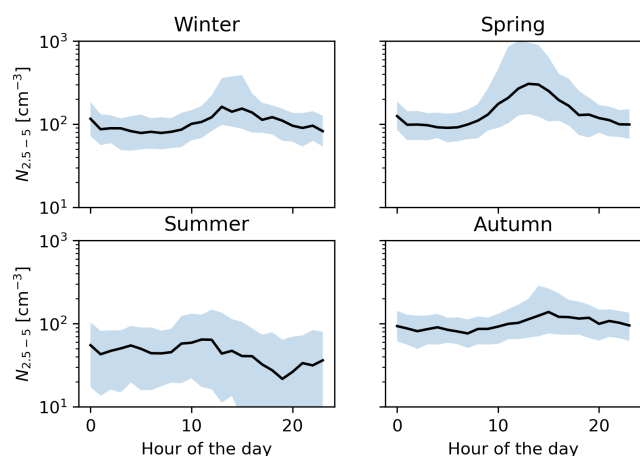 Winter
Spring
10³
10²
10¹
N₂.₅₋₅ [cm⁻³]
Summer
Autumn
10³
10²
10¹
N₂.₅₋₅ [cm⁻³]
0
20
0
10
20
Hour of the day
Hour of the day